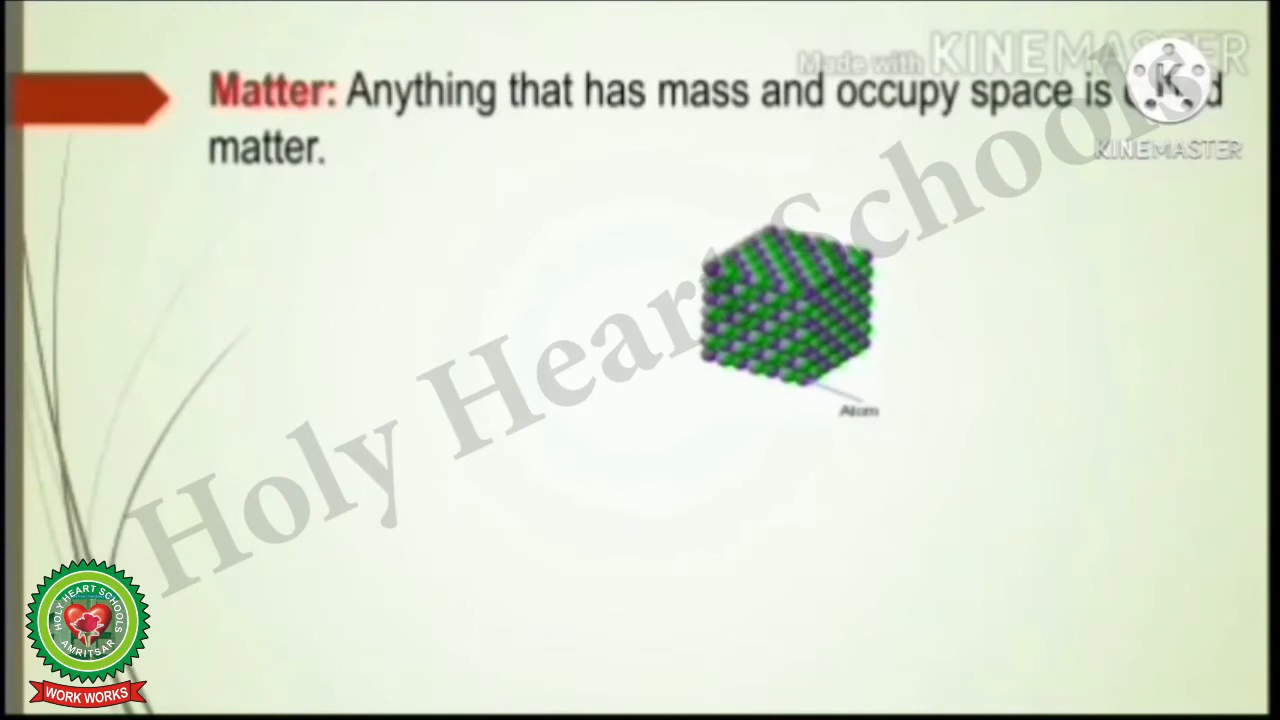 Made with KINEMASTER
Matter: Anything that has mass and occupy space is
matter.
KINEMASTER
Holy Heart Schools
Atom
HOLY HEART SCHOOLS
AMRITSAR
WORK WORKS